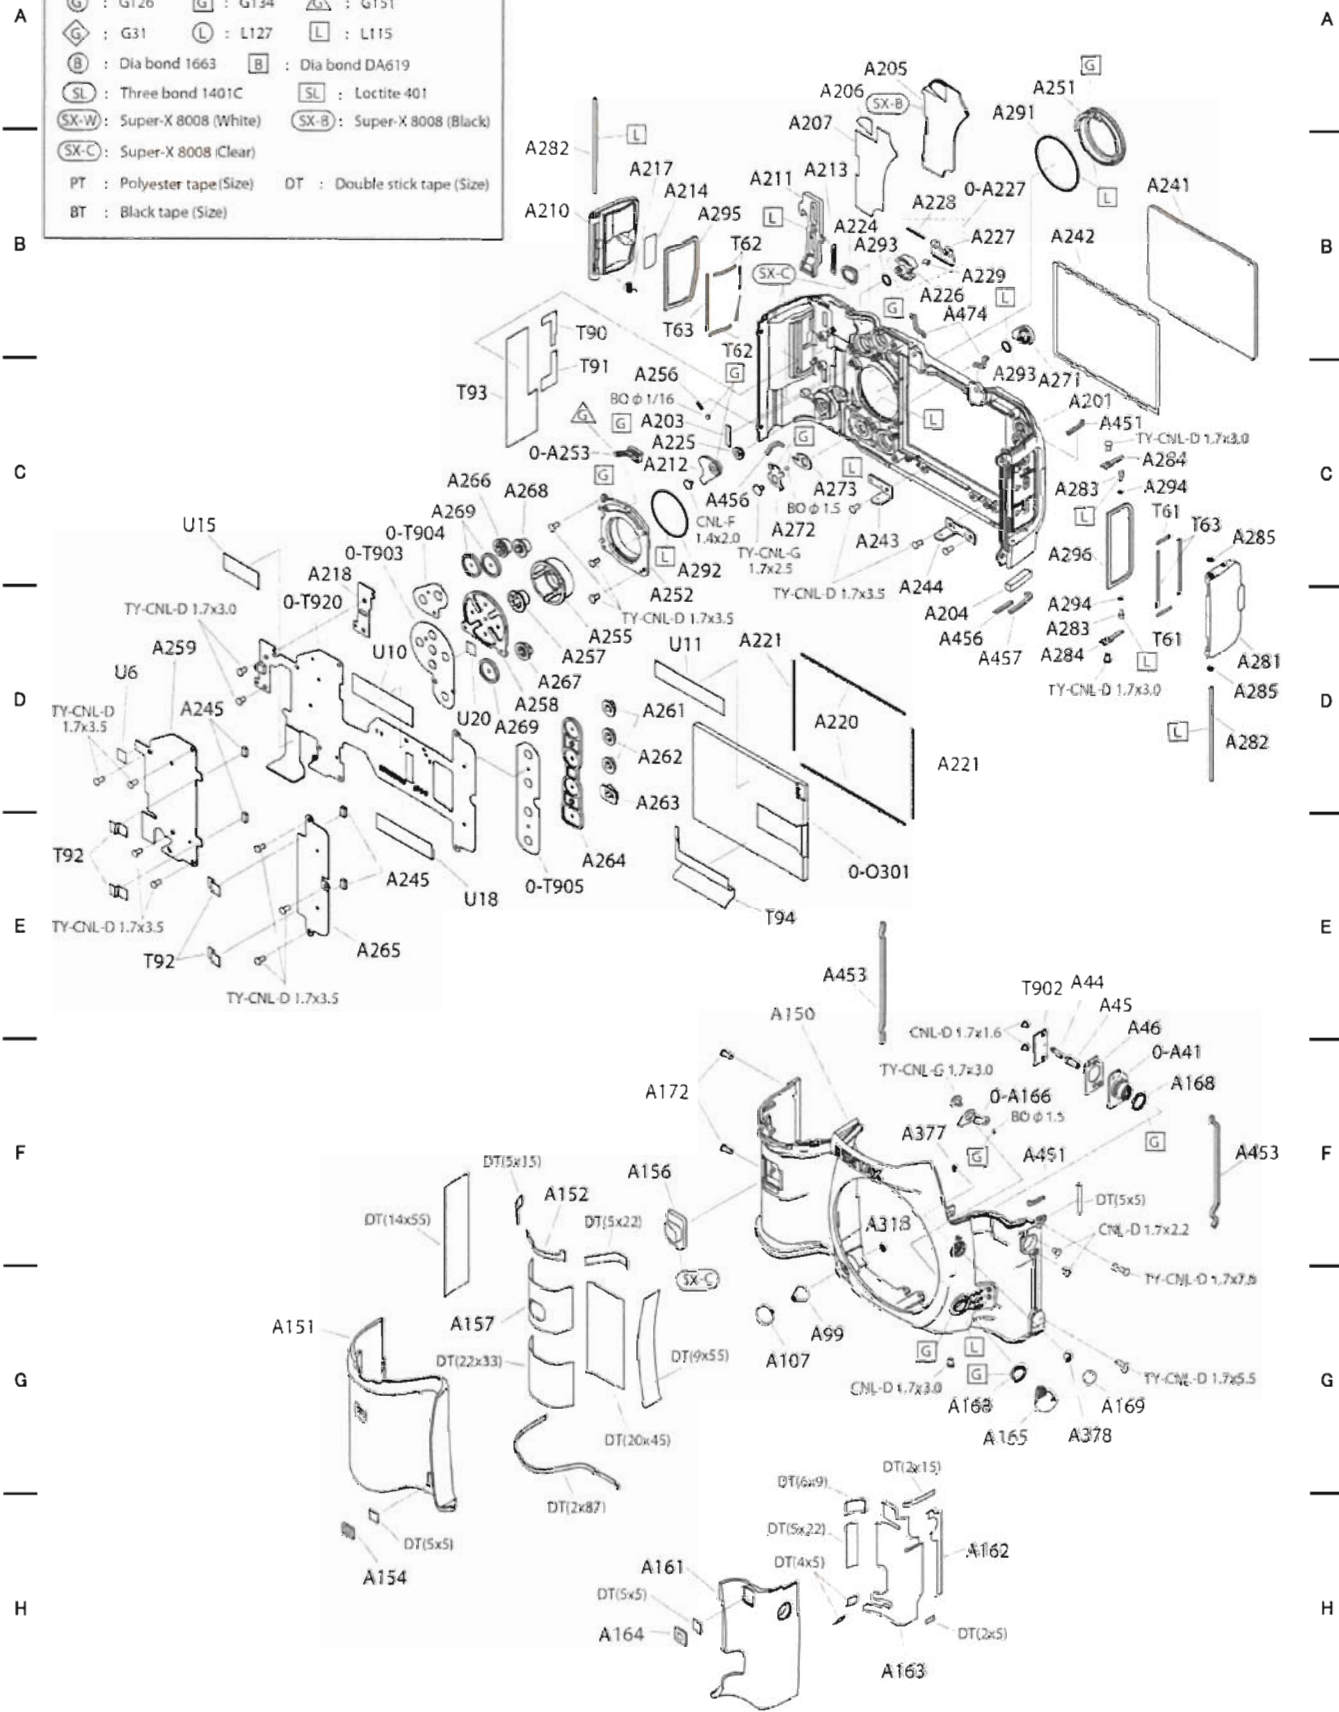 A
A
G : G126 G : G134 G : G151
G : G31 L : L127 L : L115
B : Dia bond 1663 B : Dia bond DA619
SL : Three bond 1401C SL : Loctite 401
SX-W : Super-X 8008 (White) SX-B : Super-X 8008 (Black)
SX-C : Super-X 8008 (Clear)
PT : Polyester tape (Size) DT : Double stick tape (Size)
BT : Black tape (Size)
A205
G
A206
SX-B
A251
A207
A291
L
A282
A217
A214
A210
A295
T62
A211
A213
L
A224
A293
SX-C
A228
0-A227
A227
A229
A226
L
A241
A242
B
B
G
A474
L
T63
T62
T90
T91
T93
A256
G
BO φ 1/16
A203
G
G
A225
0-A253
A212
G
A293
A271
A201
A451
TY-CNL-D 1.7x3.0
A284
L
G
L
A283
A294
L
T61
T63
A285
C
C
A266
A268
A269
A456
CNL-F
1.4x2.0
BO φ 1.5
A273
A272
TY-CNL-G
1.7x2.5
A243
A296
U15
0-T904
0-T903
A218
0-T920
L
A292
A252
TY-CNL-D 1.7x3.5
TY-CNL-D 1.7x3.5
A244
A204
A456
A457
A294
A283
A284
L
T61
TY-CNL-D 1.7x3.0
A281
A285
TY-CNL-D 1.7x3.0
A259
U6
U10
A255
A257
A267
A258
U20
A269
U11
A221
A220
A221
L
A282
D
D
TY-CNL-D
1.7x3.5
A245
A261
A262
A263
A264
0-T905
0-O301
T94
T92
A245
U18
E
E
TY-CNL-D 1.7x3.5
T92
A265
TY-CNL-D 1.7x3.5
A453
A150
T902
A44
A45
A46
0-A41
CNL-D 1.7x1.6
A168
G
TY-CNL-G 1.7x3.0
A172
0-A166
BO φ 1.5
A377
G
A451
A453
F
F
DT(5x15)
A152
A156
DT(14x55)
DT(5x22)
A318
DT(5x5)
CNL-D 1.7x2.2
SX-C
A151
A157
DT(22x33)
DT(9x55)
A107
A99
G
L
G
G
G
CNL-D 1.7x3.0
A168
A165
A378
A169
TY-CNL-D 1.7x5.5
DT(20x45)
DT(2x87)
DT(6x9)
DT(2x15)
DT(5x5)
A154
DT(5x22)
DT(4x5)
A162
A161
DT(5x5)
A164
DT(2x5)
A163
H
H